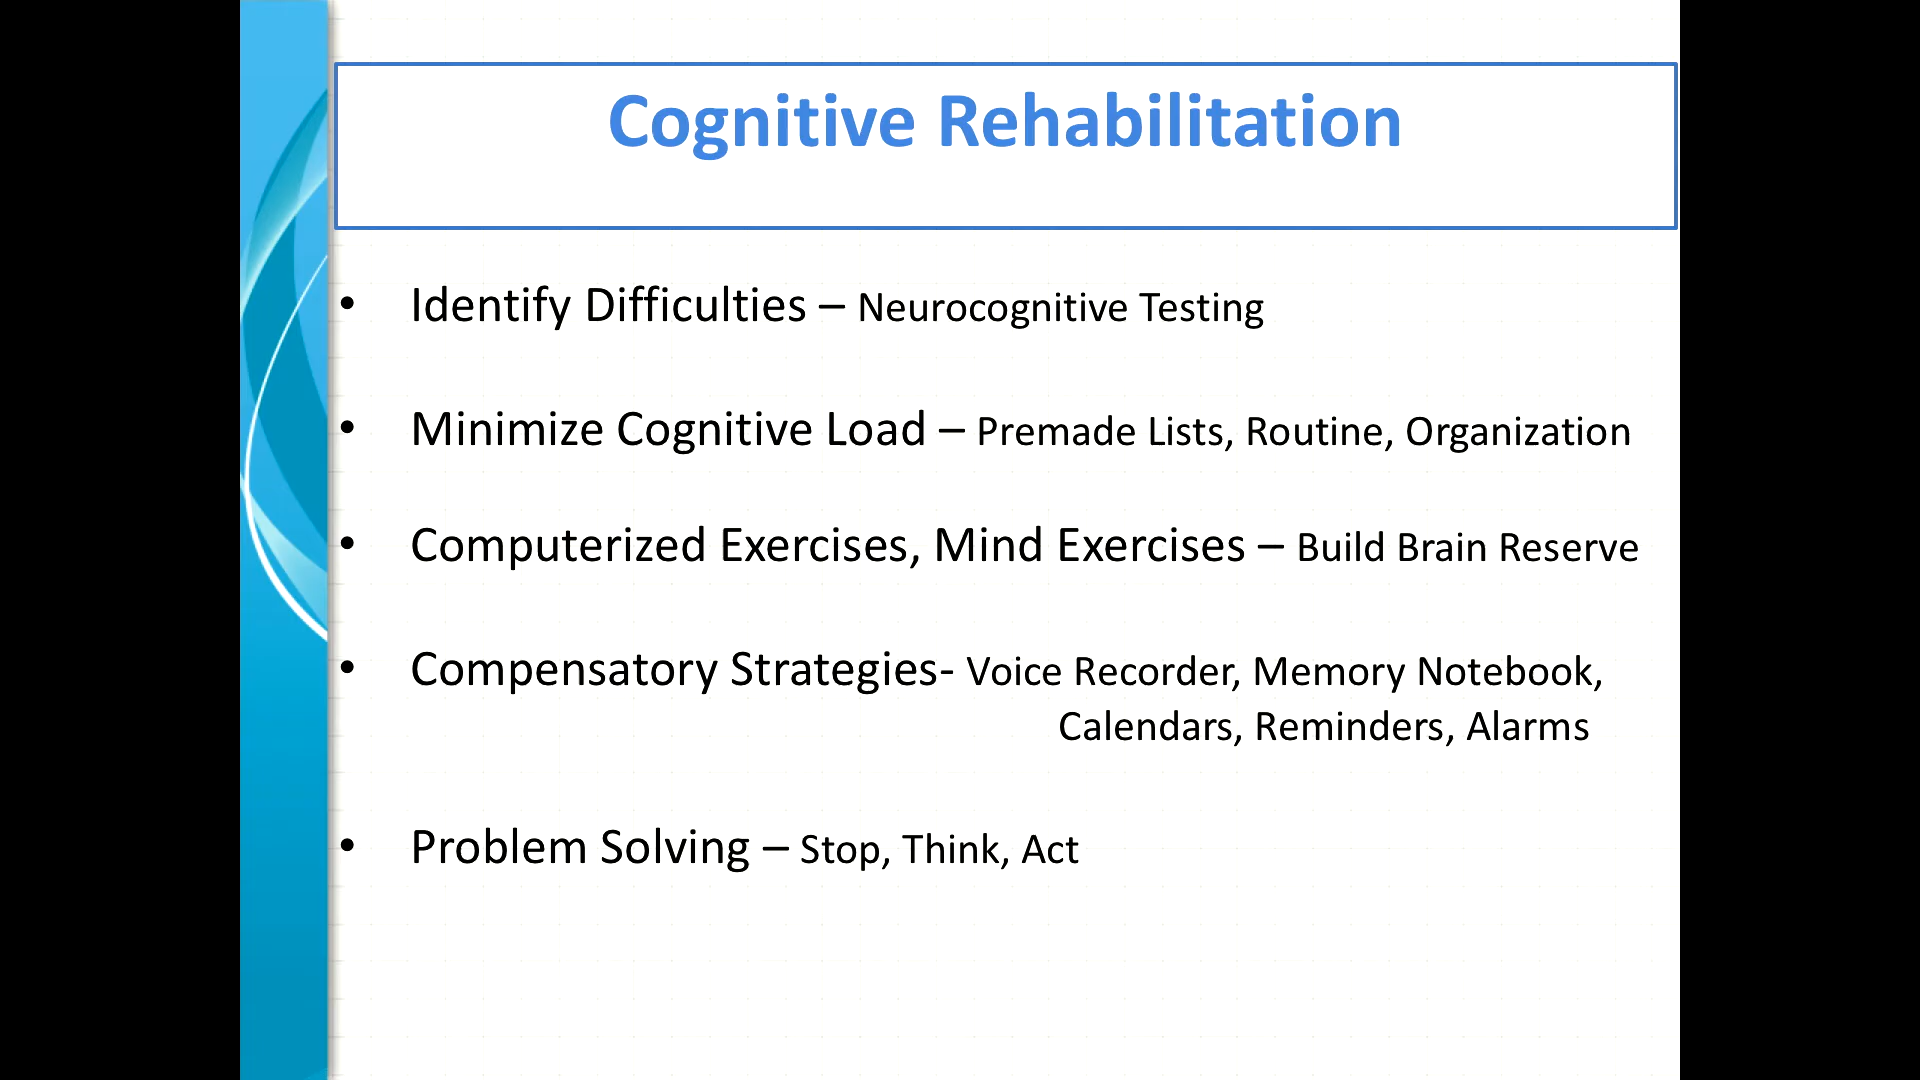 Cognitive Rehabilitation
• Identify Difficulties – Neurocognitive Testing
• Minimize Cognitive Load – Premade Lists, Routine, Organization
• Computerized Exercises, Mind Exercises – Build Brain Reserve
• Compensatory Strategies- Voice Recorder, Memory Notebook,
Calendars, Reminders, Alarms
• Problem Solving – Stop, Think, Act